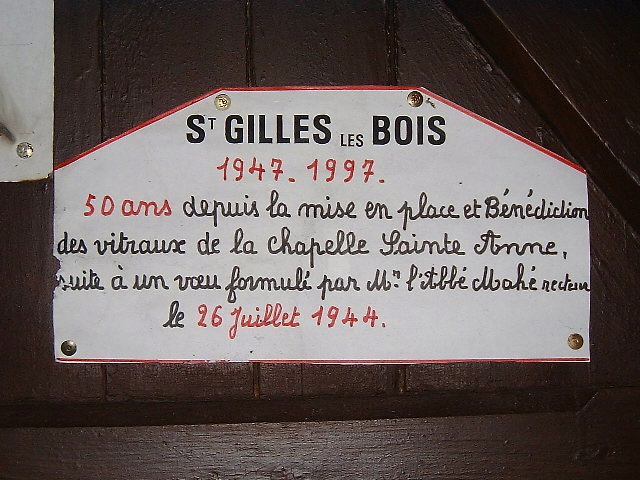 ST GILLES LES BOIS
1947. 1997.
50 ans depuis la mise en place et Bénédiction
des vitraux de la chapelle Sainte Anne,
suite à un vœu formulé par Mr l'Abbé Mahé recteur
le 26 Juillet 1944.